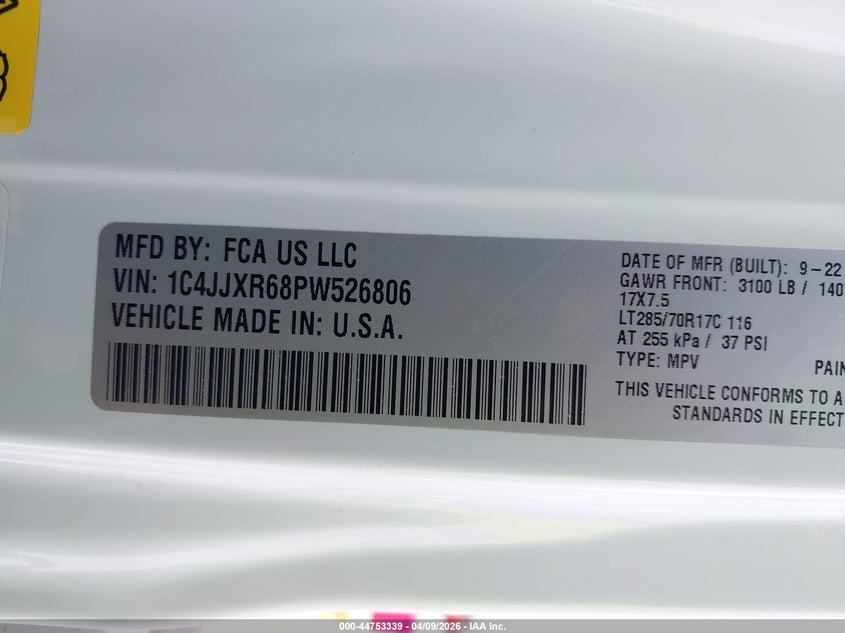 MFD BY: FCA US LLC
VIN: 1C4JJXR68PW526806
VEHICLE MADE IN: U.S.A.
DATE OF MFR (BUILT): 9-22
GAWR FRONT: 3100 LB / 140
17X7.5
LT285/70R17C 116
AT 255 kPa / 37 PSI
TYPE: MPV PAIN
THIS VEHICLE CONFORMS TO A
STANDARDS IN EFFECT
000-44753339 - 04/09/2026 - IAA Inc.